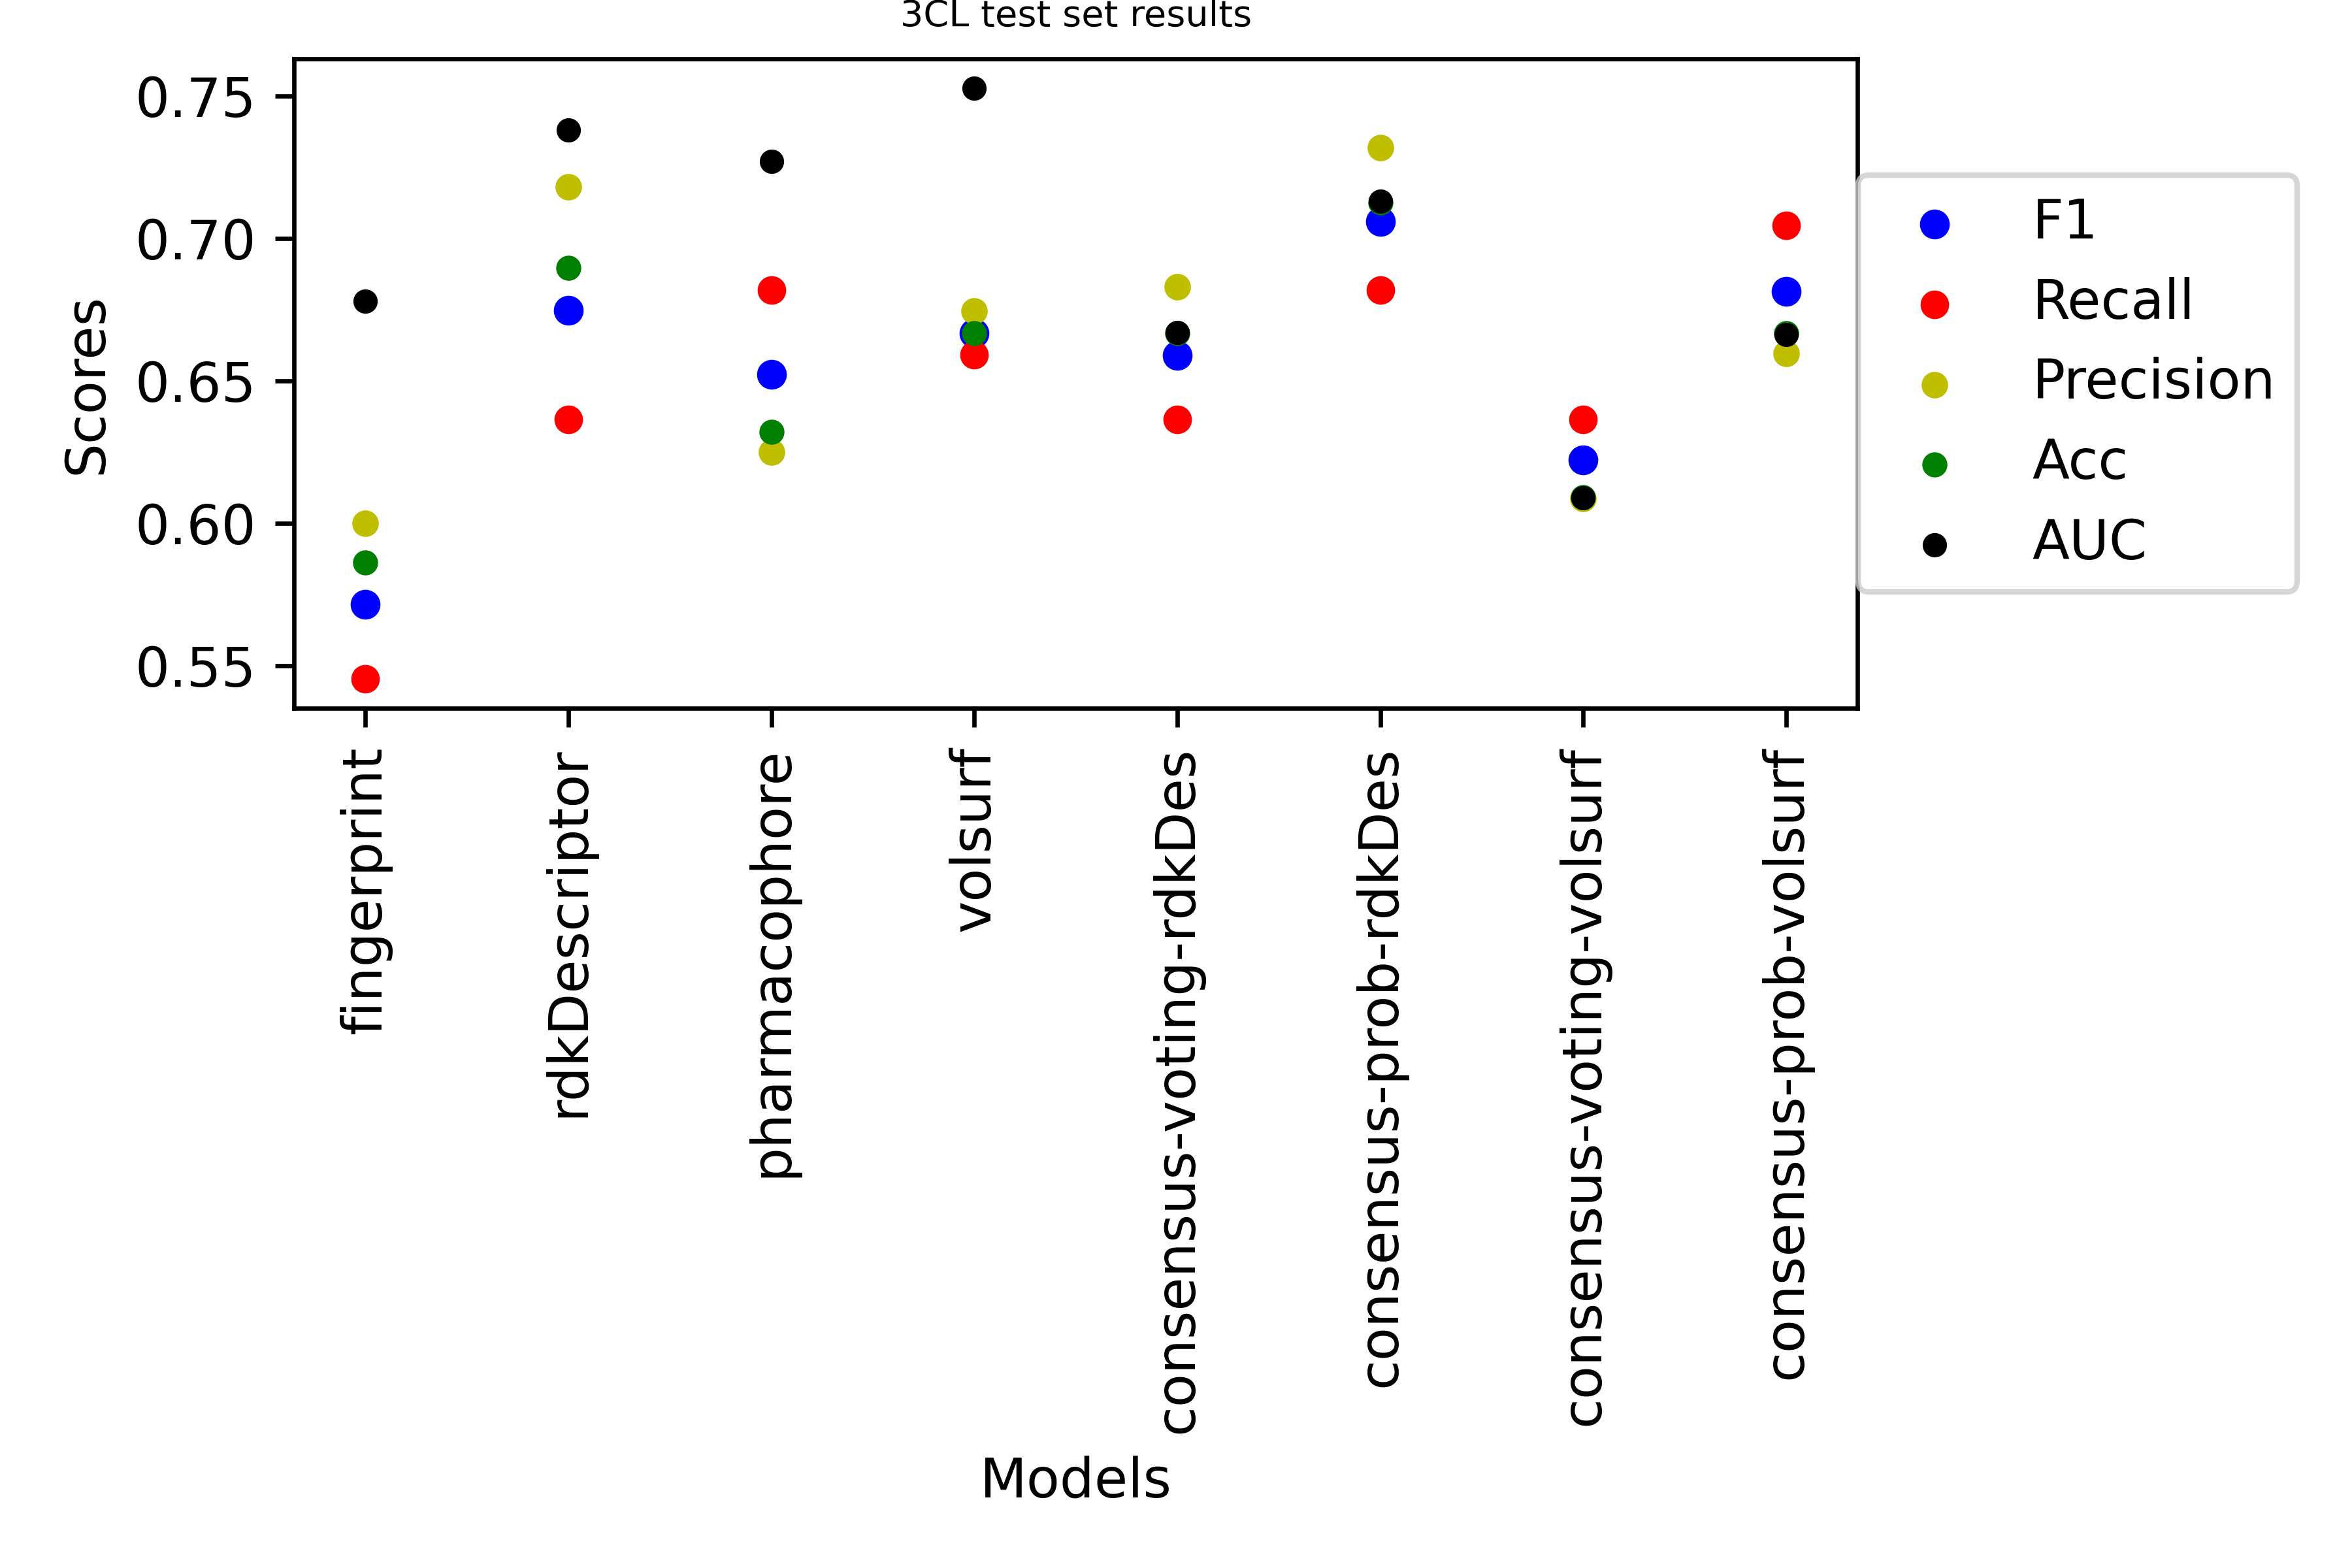 3CL test set results
0.75
0.70
0.65
0.60
0.55
Scores
F1
Recall
Precision
Acc
AUC
fingerprint
rdkDescriptor
pharmacophore
volsurf
consensus-voting-rdkDes
consensus-prob-rdkDes
consensus-voting-volsurf
consensus-prob-volsurf
Models